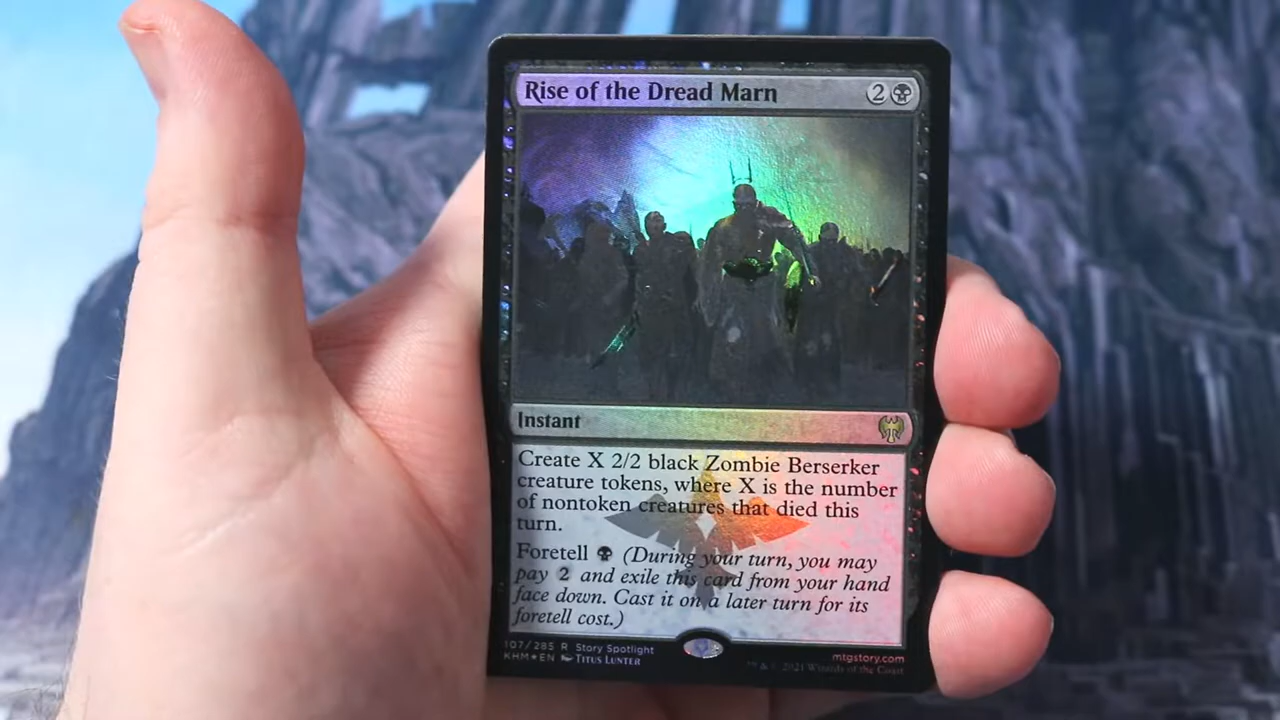 Rise of the Dread Marn 2
Instant
Create X 2/2 black Zombie Berserker
creature tokens, where X is the number
of nontoken creatures that died this
turn.
Foretell (During your turn, you may
pay 2 and exile this card from your hand
face down. Cast it on a later turn for its
foretell cost.)
107/285 R Story Spotlight
KHM★EN Titus Lunter
mtgstory.com
™ & © 2021 Wizards of the Coast